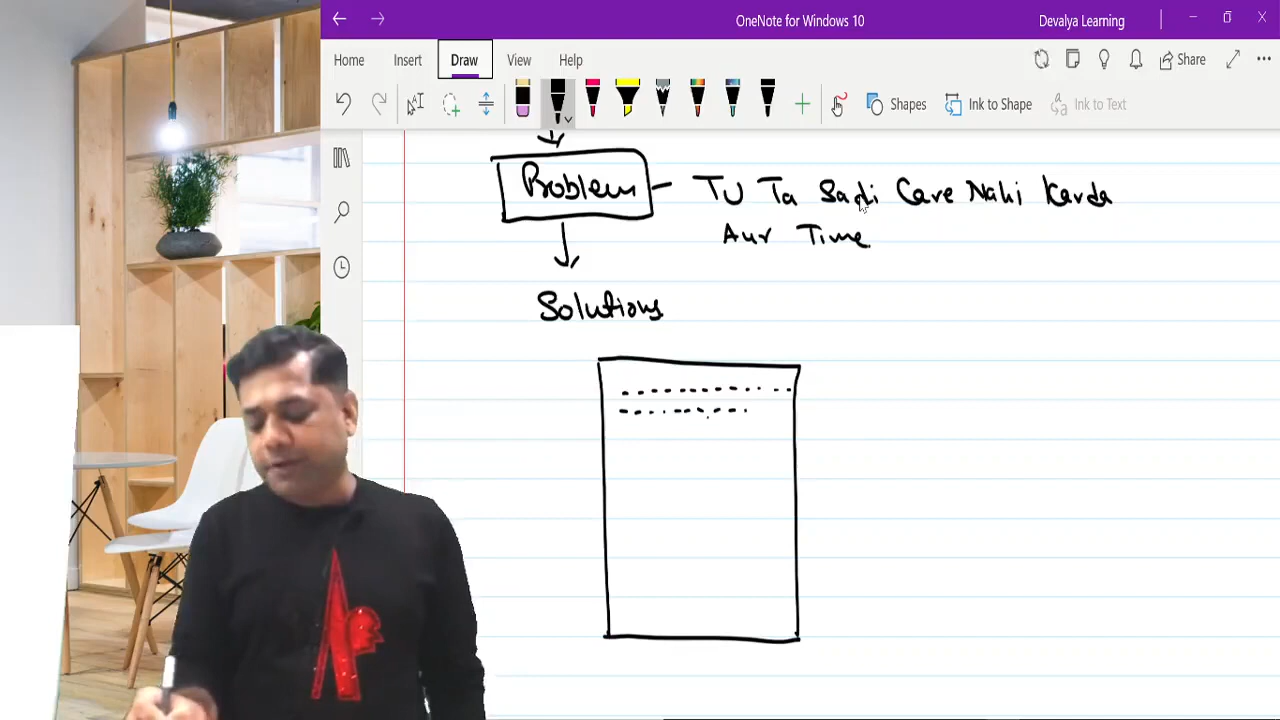 OneNote for Windows 10
Devalya Learning
Home Insert Draw View Help
Share
Shapes Ink to Shape Ink to Text
Problem - TU Ta Sadi Care Nahi Karda
Aur Time
Solutions